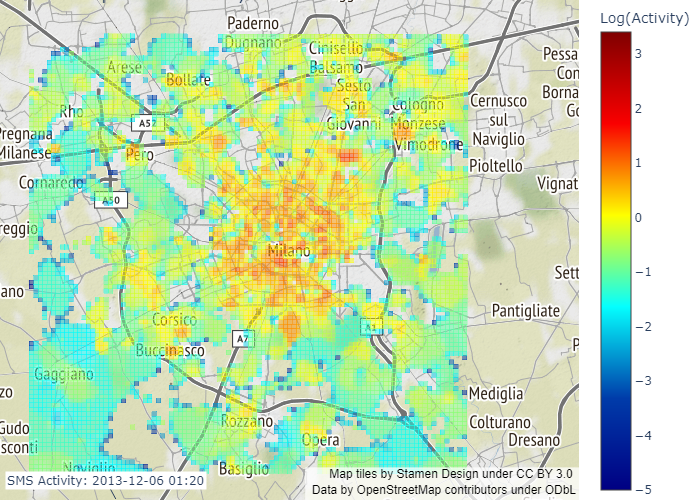 Paderno
Dugnano
Cinisello
Balsamo
Arese
Bollate
Sesto
San
Giovanni
Cologno
Monzese
Cernusco
sul
Naviglio
Pessa
Con
Borna
Go
Rho
A52
Pregnana
Milanese
Pero
Vimodrone
Pioltello
Cornaredo
A50
Vignat
reggio
Milano
Sett
ano
Pantigliate
Corsico
A1
A7
Buccinasco
P
Gaggiano
zo
Mediglia
Rozzano
Colturano
Gudo
sconti
Opera
Dresano
Noviglio
Basiglio
SMS Activity: 2013-12-06 01:20
Map tiles by Stamen Design under CC BY 3.0
Data by OpenStreetMap contributors under ODbL
Log(Activity)
3
2
1
0
−1
−2
−3
−4
−5